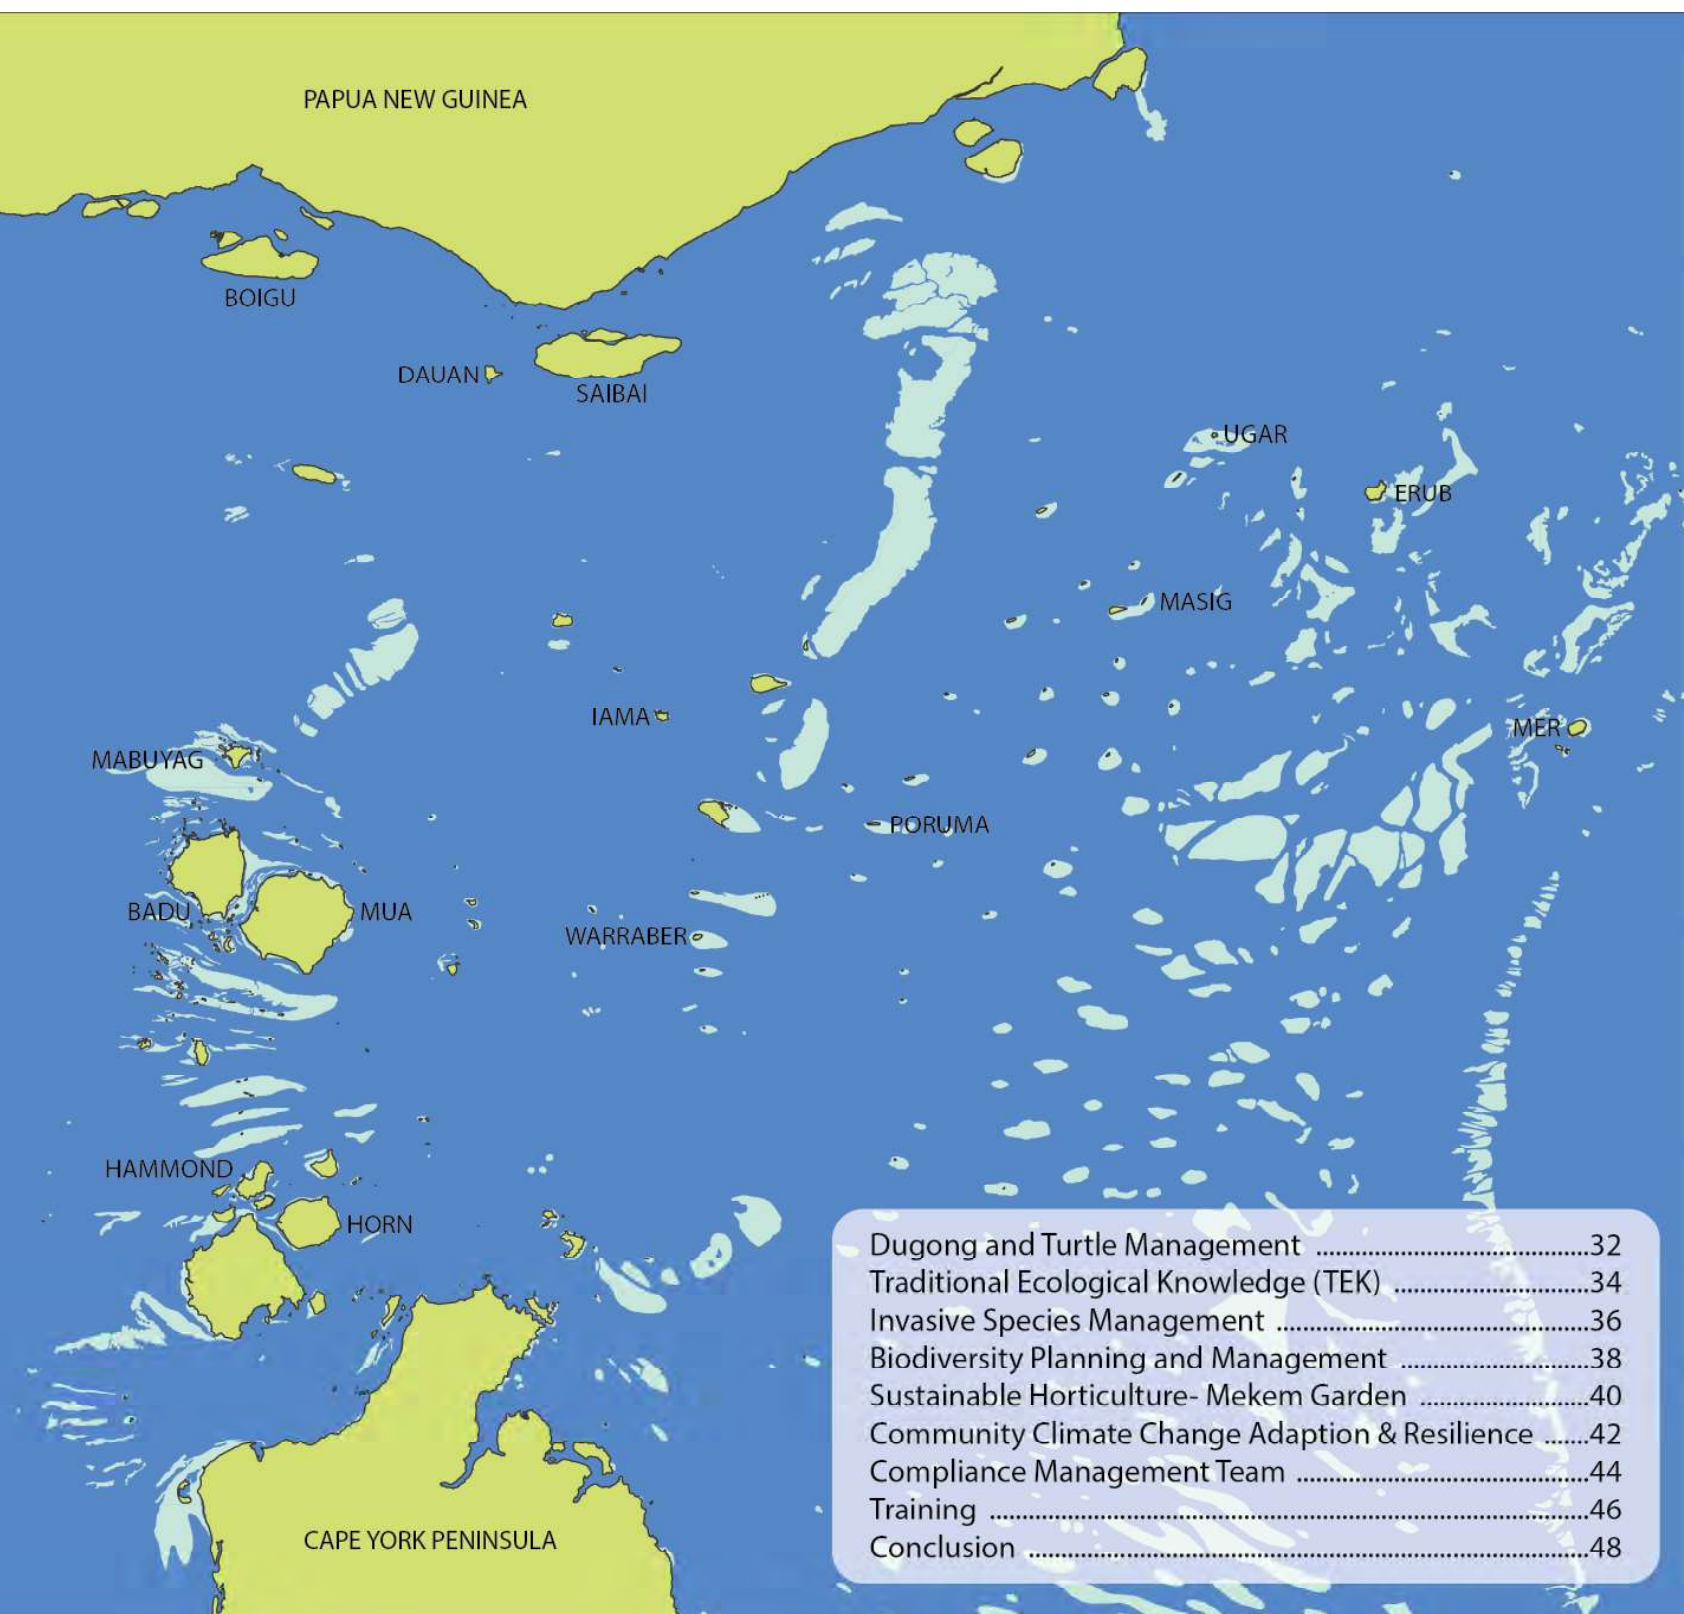 PAPUA NEW GUINEA
BOIGU
DAUAN
SAIBAI
UGAR
ERUB
MASIG
IAMA
MER
MABUYAG
PORUMA
BADU
MUA
WARRABER
HAMMOND
HORN
CAPE YORK PENINSULA
Dugong and Turtle Management ............................................32
Traditional Ecological Knowledge (TEK) ................................34
Invasive Species Management ...................................................36
Biodiversity Planning and Management ...............................38
Sustainable Horticulture- Mekem Garden ............................40
Community Climate Change Adaption & Resilience .......42
Compliance Management Team ................................................44
Training ....................................................................................................46
Conclusion .............................................................................................48